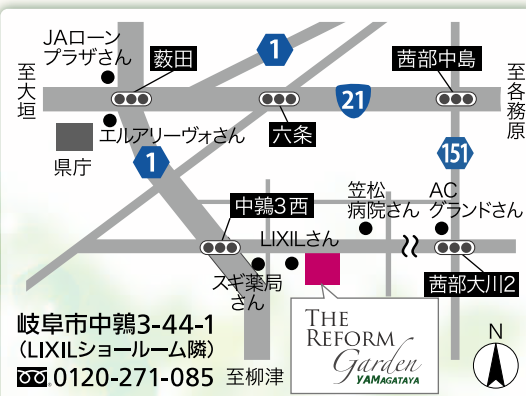 JAローン
プラザさん
薮田
1
茜部中島
至大垣
21
至各務原
エルアリーヴォさん
六条
県庁
1
151
中鶉3西
笠松
病院さん
AC
グランドさん
LIXILさん
スギ薬局
さん
茜部大川2
岐阜市中鶉3-44-1
(LIXILショールーム隣)
0120-271-085
至柳津
THE
REFORM
Garden
YAMAGATAYA
N